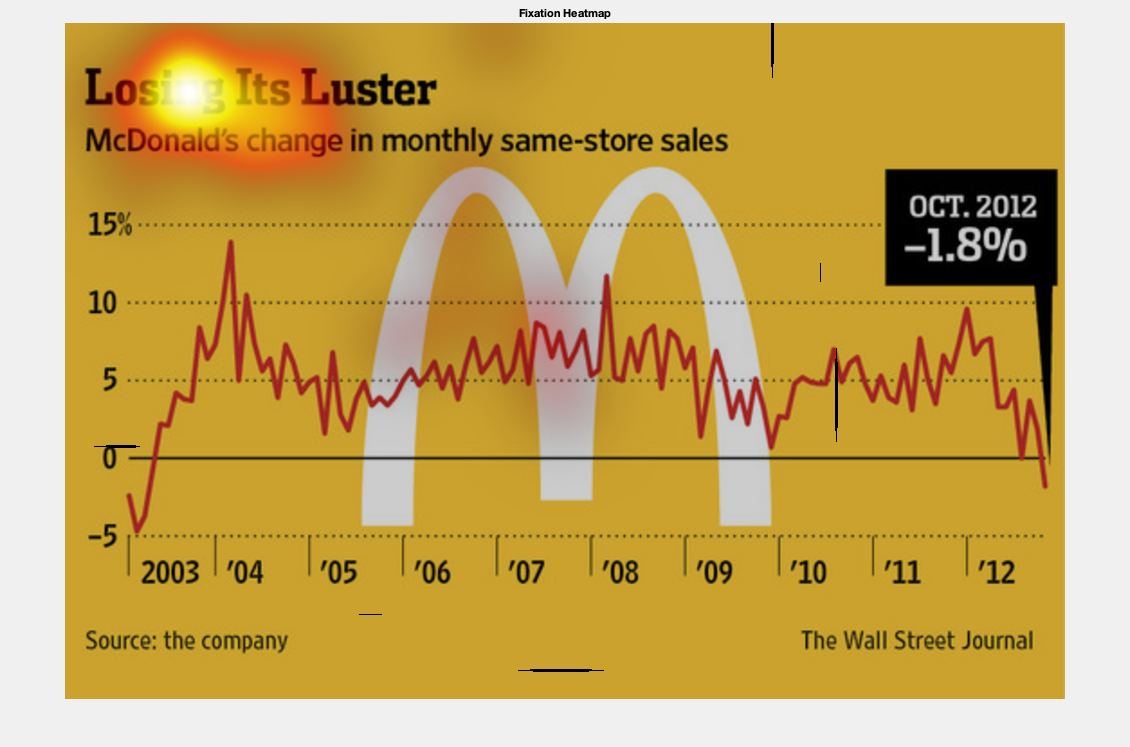 Fixation Heatmap
Losing Its Luster
McDonald's change in monthly same-store sales
15%
10
5
0
–5
OCT. 2012
–1.8%
2003 '04 '05 '06 '07 '08 '09 '10 '11 '12
Source: the company
The Wall Street Journal